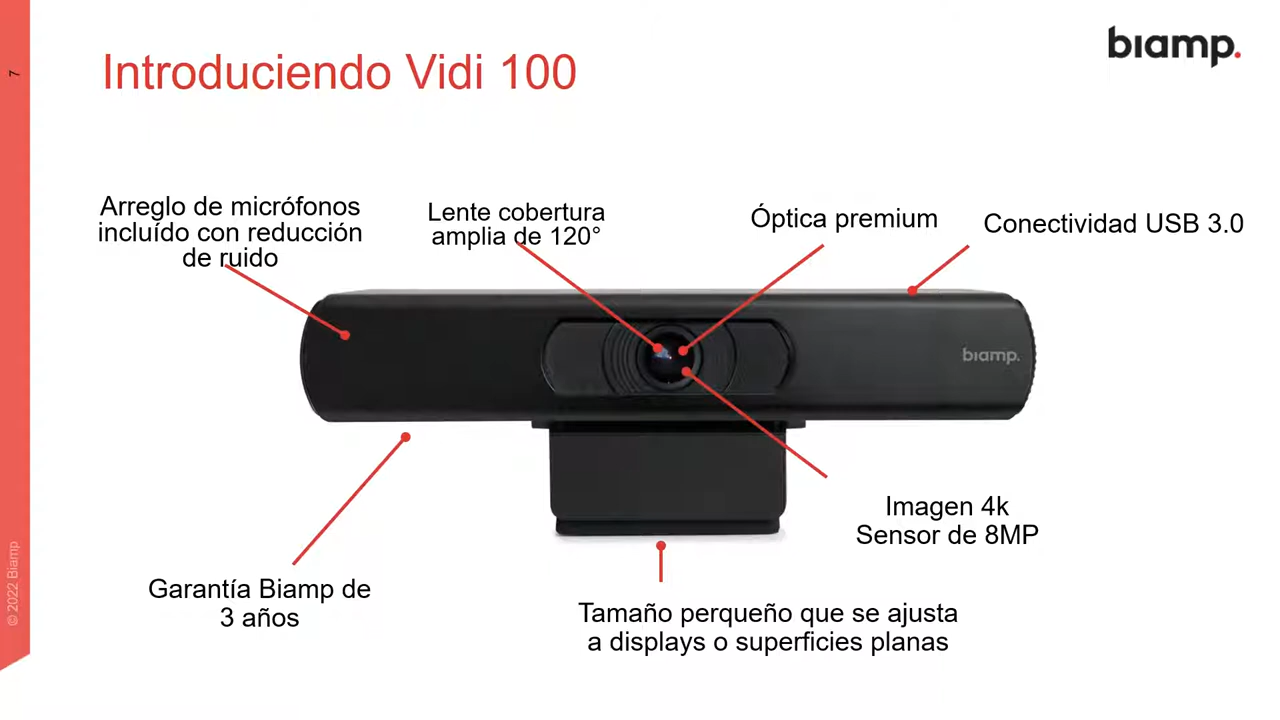 7
Introduciendo Vidi 100
biamp.
Arreglo de micrófonos
incluído con reducción
de ruido
Lente cobertura
amplia de 120°
Óptica premium
Conectividad USB 3.0
biamp.
Imagen 4k
Sensor de 8MP
Garantía Biamp de
3 años
Tamaño perqueño que se ajusta
a displays o superficies planas
© 2022 Biamp